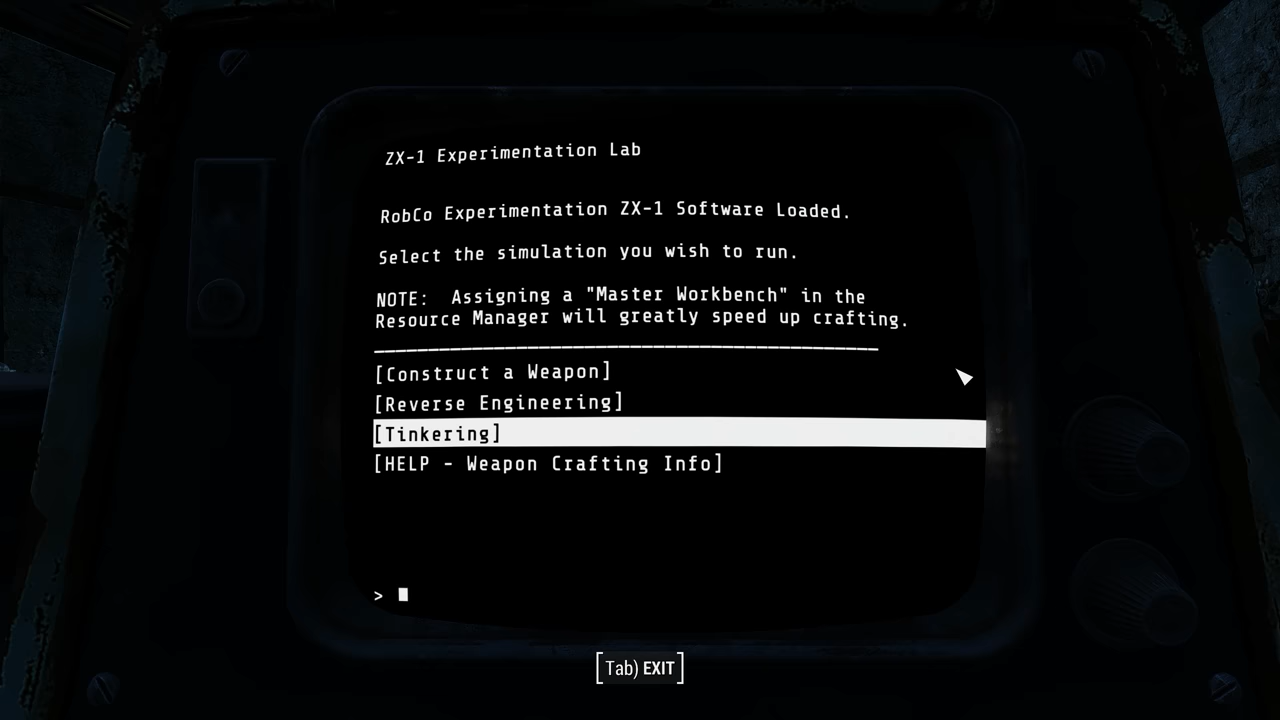 ZX-1 Experimentation Lab
RobCo Experimentation ZX-1 Software Loaded.
Select the simulation you wish to run.
NOTE:  Assigning a "Master Workbench" in the
Resource Manager will greatly speed up crafting.
[Construct a Weapon]
[Reverse Engineering]
[Tinkering]
[HELP - Weapon Crafting Info]
>
[Tab) EXIT]